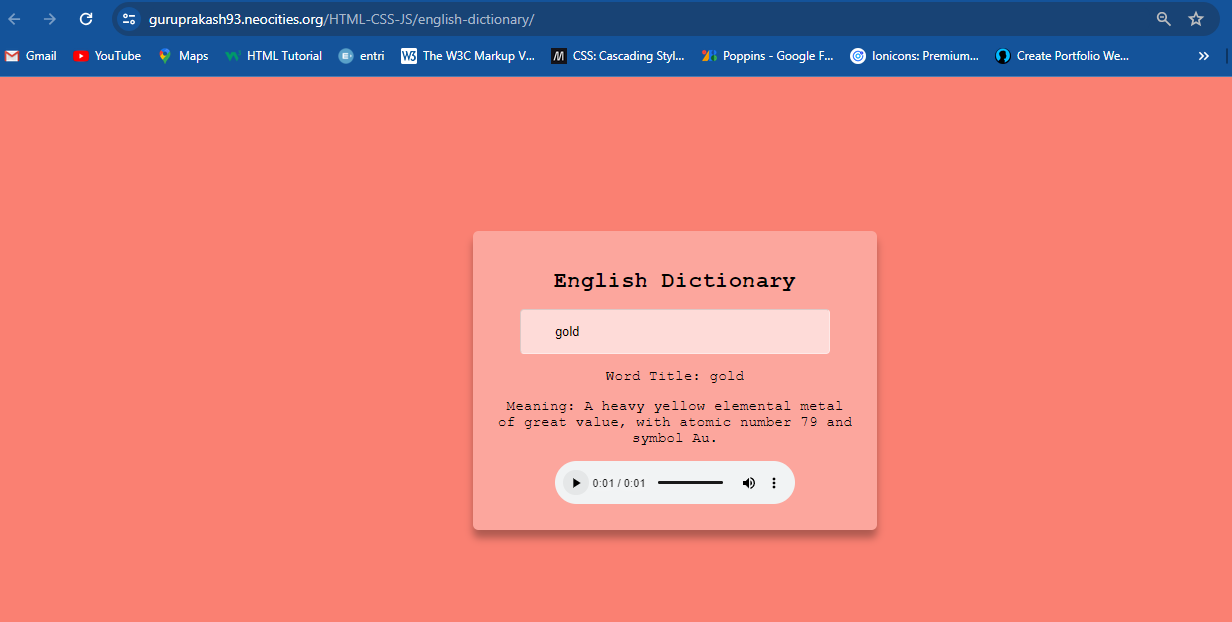 guruprakash93.neocities.org/HTML-CSS-JS/english-dictionary/
Gmail YouTube Maps HTML Tutorial entri W3 The W3C Markup V... M CSS: Cascading Styl... Poppins - Google F... Ionicons: Premium... Create Portfolio We... »
English Dictionary
gold
Word Title: gold
Meaning: A heavy yellow elemental metal
of great value, with atomic number 79 and
symbol Au.
0:01 / 0:01